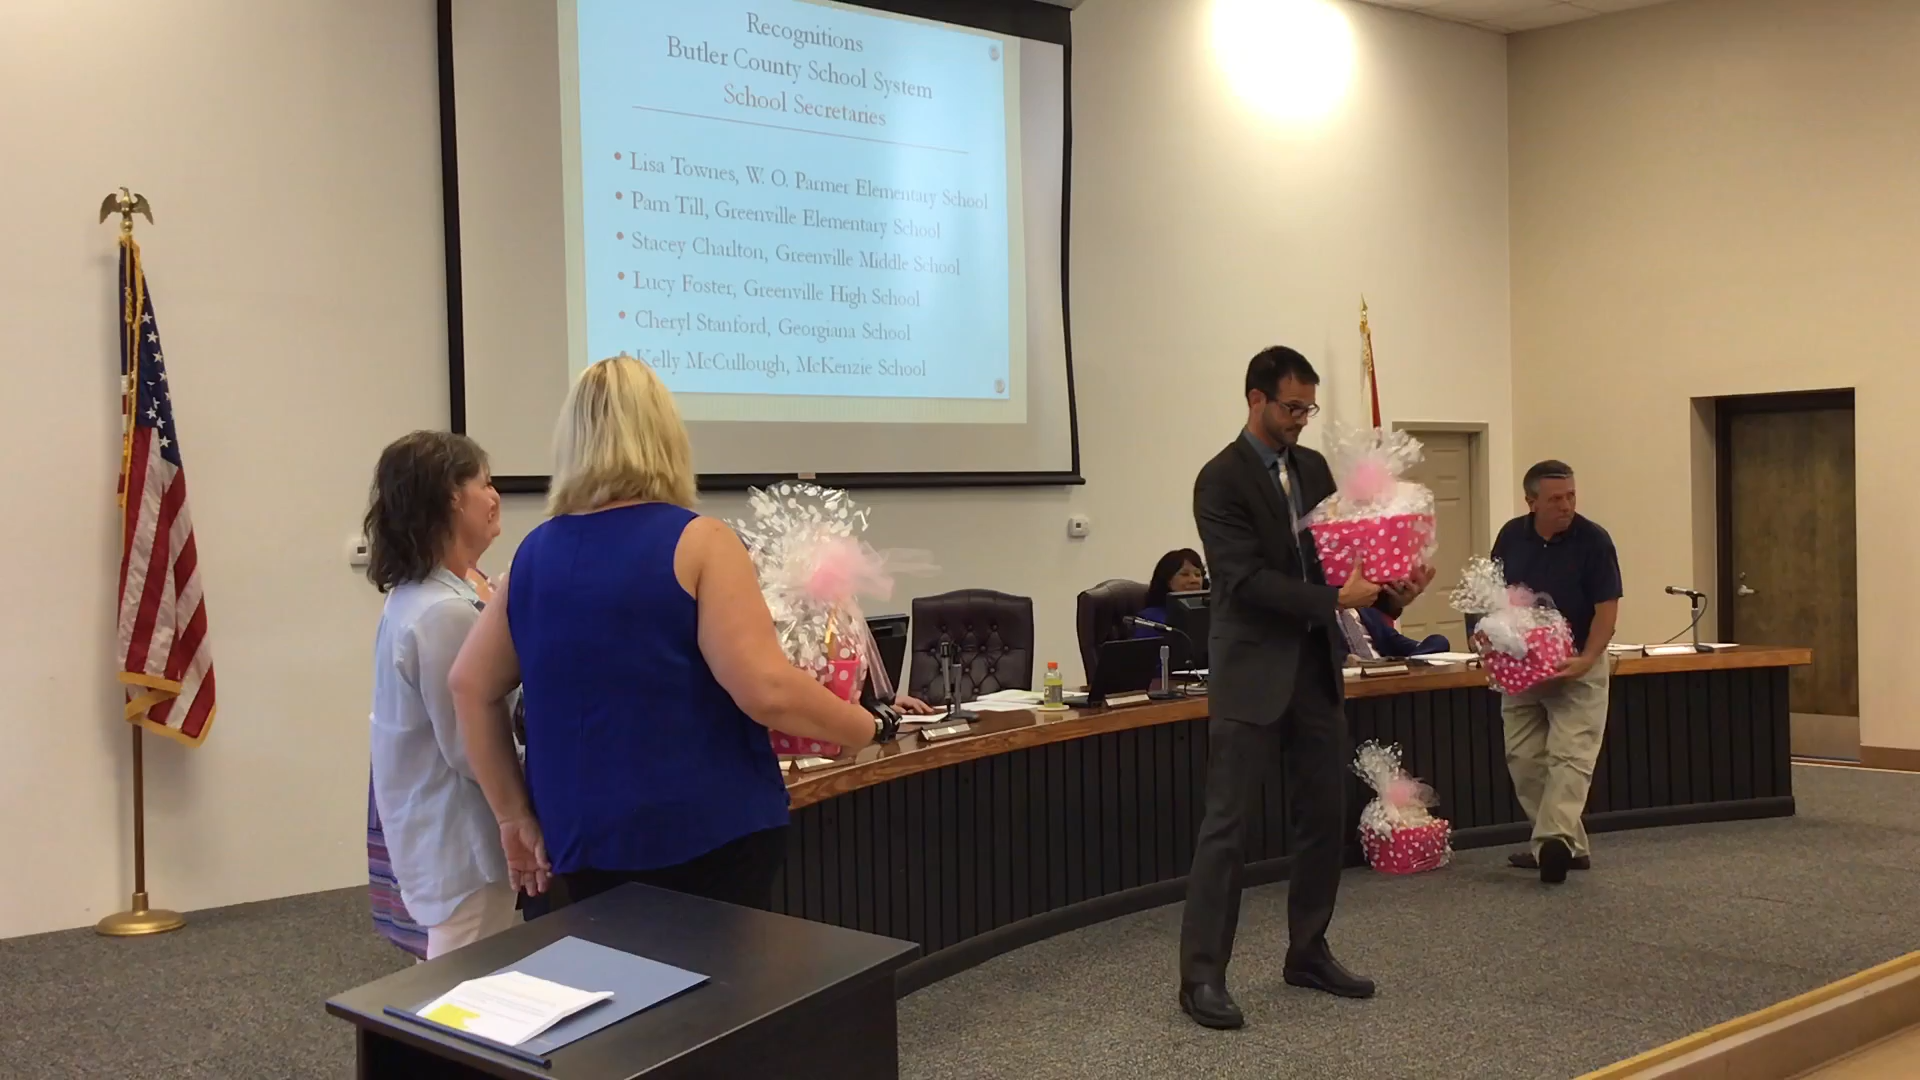 Recognitions
Butler County School System
School Secretaries
• Lisa Townes, W. O. Parmer Elementary School
• Pam Till, Greenville Elementary School
• Stacey Charlton, Greenville Middle School
• Lucy Foster, Greenville High School
• Cheryl Stanford, Georgiana School
• Kelly McCullough, McKenzie School